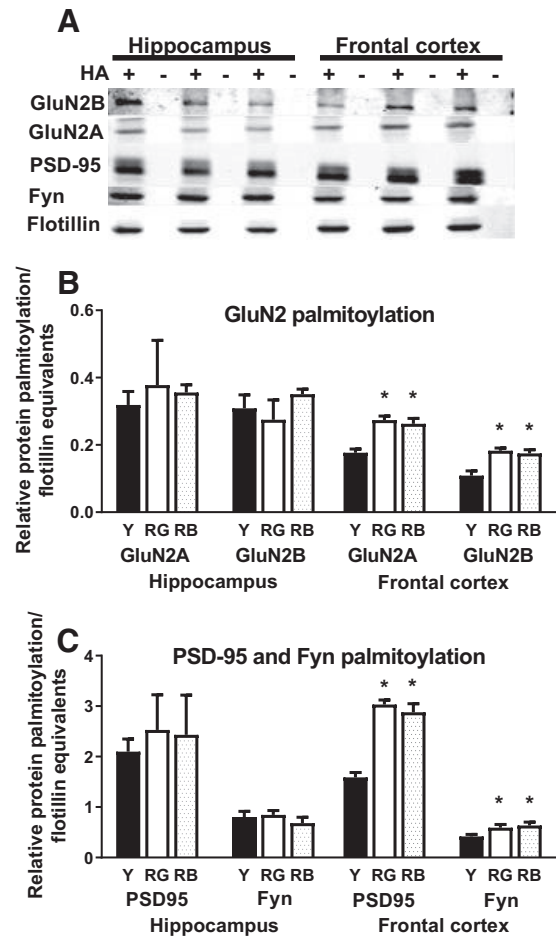 A
Hippocampus Frontal cortex
HA + - + - + - + - + - + -
GluN2B
GluN2A
PSD-95
Fyn
Flotillin
B
GluN2 palmitoylation
Relative protein palmitoylation/
flotillin equivalents
0.6
0.4
0.2
0.0
* * * *
Y RG RB Y RG RB Y RG RB Y RG RB
GluN2A GluN2B GluN2A GluN2B
Hippocampus Frontal cortex
C
PSD-95 and Fyn palmitoylation
Relative protein palmitoylation/
flotillin equivalents
4
3
2
1
0
* * * *
Y RG RB Y RG RB Y RG RB Y RG RB
PSD95 Fyn PSD95 Fyn
Hippocampus Frontal cortex